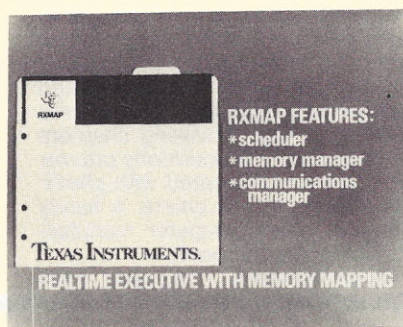 RXMAP
TEXAS INSTRUMENTS.
RXMAP FEATURES:
*scheduler
*memory manager
*communications
manager
REALTIME EXECUTIVE WITH MEMORY MAPPING